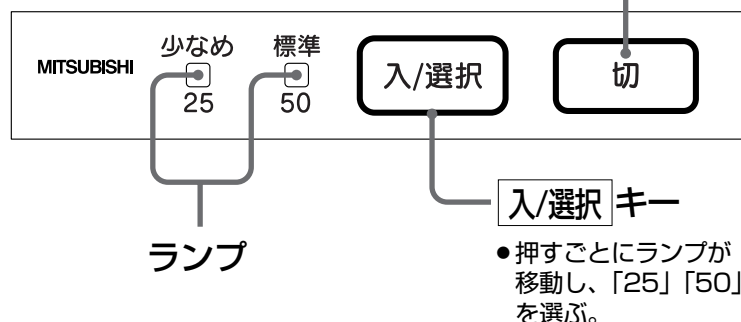 MITSUBISHI
少なめ 標準
25 50
入/選択
切
ランプ
入/選択 キー
●押すごとにランプが
移動し、「25」「50」
を選ぶ。